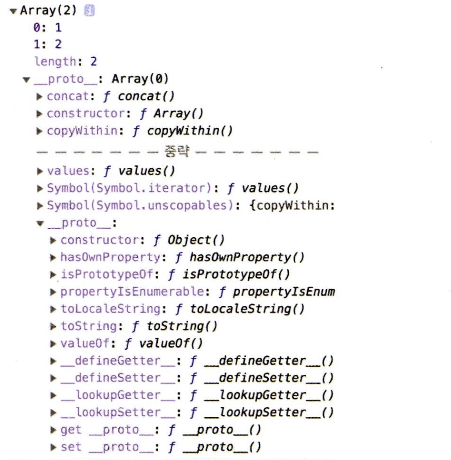 ▼Array(2) i
0: 1
1: 2
length: 2
▼__proto__: Array(0)
▶concat: ƒ concat()
▶constructor: ƒ Array()
▶copyWithin: ƒ copyWithin()
— — — — — — — 중략 — — — — — — —
▶values: ƒ values()
▶Symbol(Symbol.iterator): ƒ values()
▶Symbol(Symbol.unscopables): {copyWithin:
▼__proto__:
▶constructor: ƒ Object()
▶hasOwnProperty: ƒ hasOwnProperty()
▶isPrototypeOf: ƒ isPrototypeOf()
▶propertyIsEnumerable: ƒ propertyIsEnum
▶toLocaleString: ƒ toLocaleString()
▶toString: ƒ toString()
▶valueOf: ƒ valueOf()
▶__defineGetter__: ƒ __defineGetter__()
▶__defineSetter__: ƒ __defineSetter__()
▶__lookupGetter__: ƒ __lookupGetter__()
▶__lookupSetter__: ƒ __lookupSetter__()
▶get __proto__: ƒ __proto__()
▶set __proto__: ƒ __proto__()